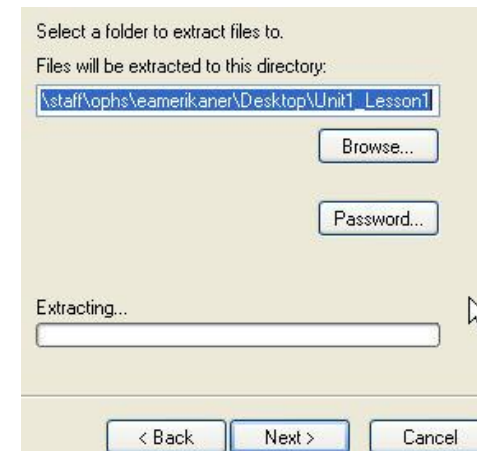 Select a folder to extract files to.
Files will be extracted to this directory:
\staff\ophs\eamerikaner\Desktop\Unit1_Lesson1
Browse...
Password...
Extracting...
< Back Next > Cancel